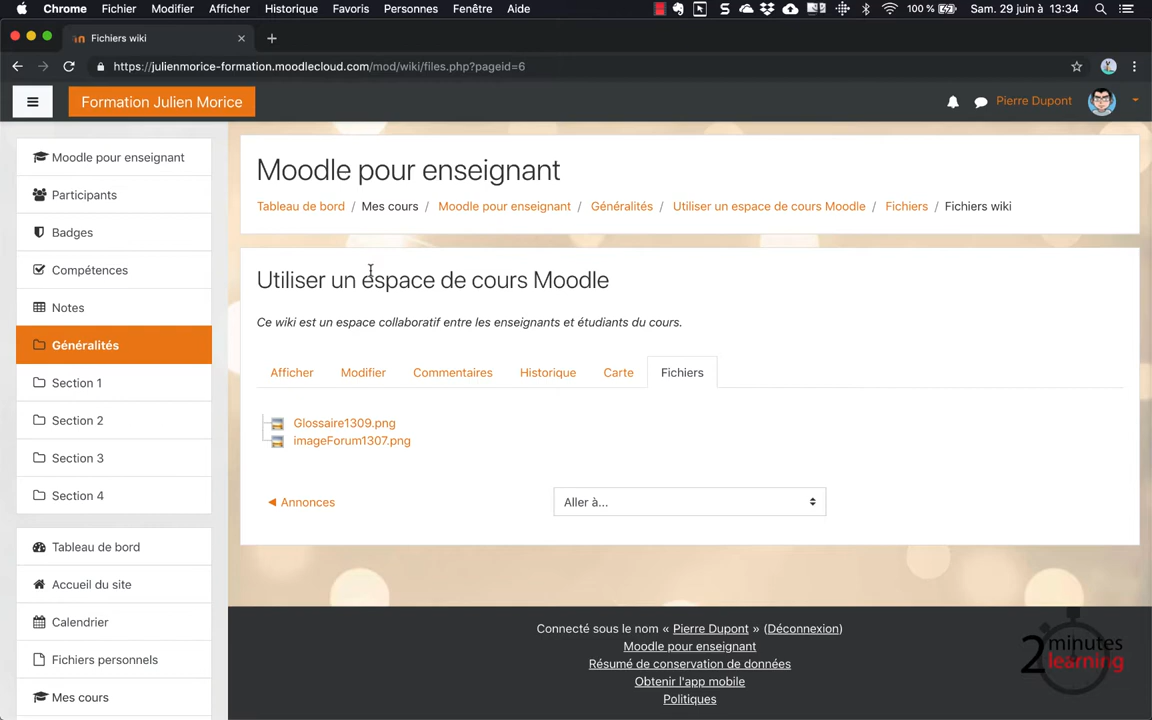 Chrome Fichier Modifier Afficher Historique Favoris Personnes Fenêtre Aide 100 % Sam. 29 juin à 13:34
Fichiers wiki
https://julienmorice-formation.moodlecloud.com/mod/wiki/files.php?pageid=6
Formation Julien Morice Pierre Dupont
Moodle pour enseignant
Participants
Badges
Compétences
Notes
Généralités
Section 1
Section 2
Section 3
Section 4
Tableau de bord
Accueil du site
Calendrier
Fichiers personnels
Mes cours
Moodle pour enseignant
Tableau de bord / Mes cours / Moodle pour enseignant / Généralités / Utiliser un espace de cours Moodle / Fichiers / Fichiers wiki
Utiliser un espace de cours Moodle
Ce wiki est un espace collaboratif entre les enseignants et étudiants du cours.
Afficher Modifier Commentaires Historique Carte Fichiers
Glossaire1309.png
imageForum1307.png
◄ Annonces Aller à...
Connecté sous le nom « Pierre Dupont » (Déconnexion)
Moodle pour enseignant
Résumé de conservation de données
Obtenir l'app mobile
Politiques
2 minutes
learning